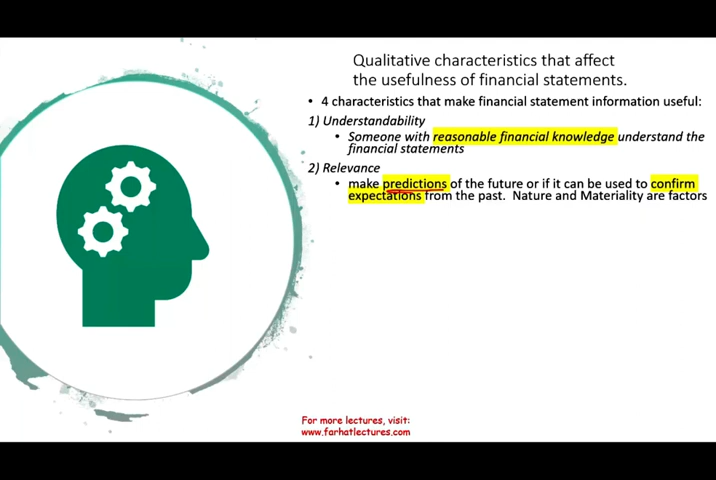 Qualitative characteristics that affect
the usefulness of financial statements.
• 4 characteristics that make financial statement information useful:
1) Understandability
• Someone with reasonable financial knowledge understand the
financial statements
2) Relevance
• make predictions of the future or if it can be used to confirm
expectations from the past. Nature and Materiality are factors
For more lectures, visit:
www.farhatlectures.com